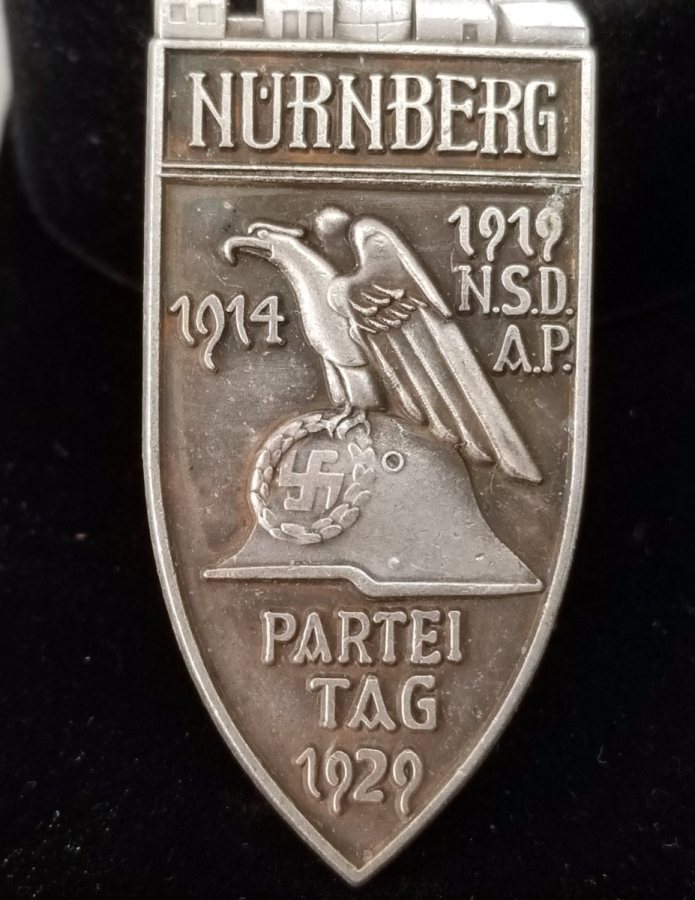 NÜRNBERG
1919
1914
N.S.D.
A.P.
PARTEI
TAG
1929